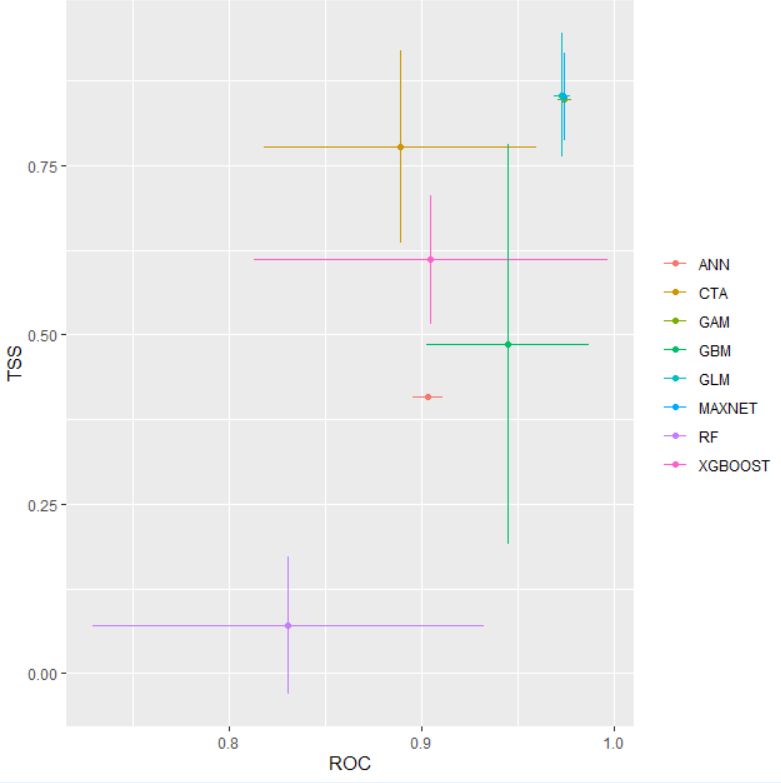 TSS
0.75
0.50
0.25
0.00
0.8
0.9
1.0
ROC
ANN
CTA
GAM
GBM
GLM
MAXNET
RF
XGBOOST